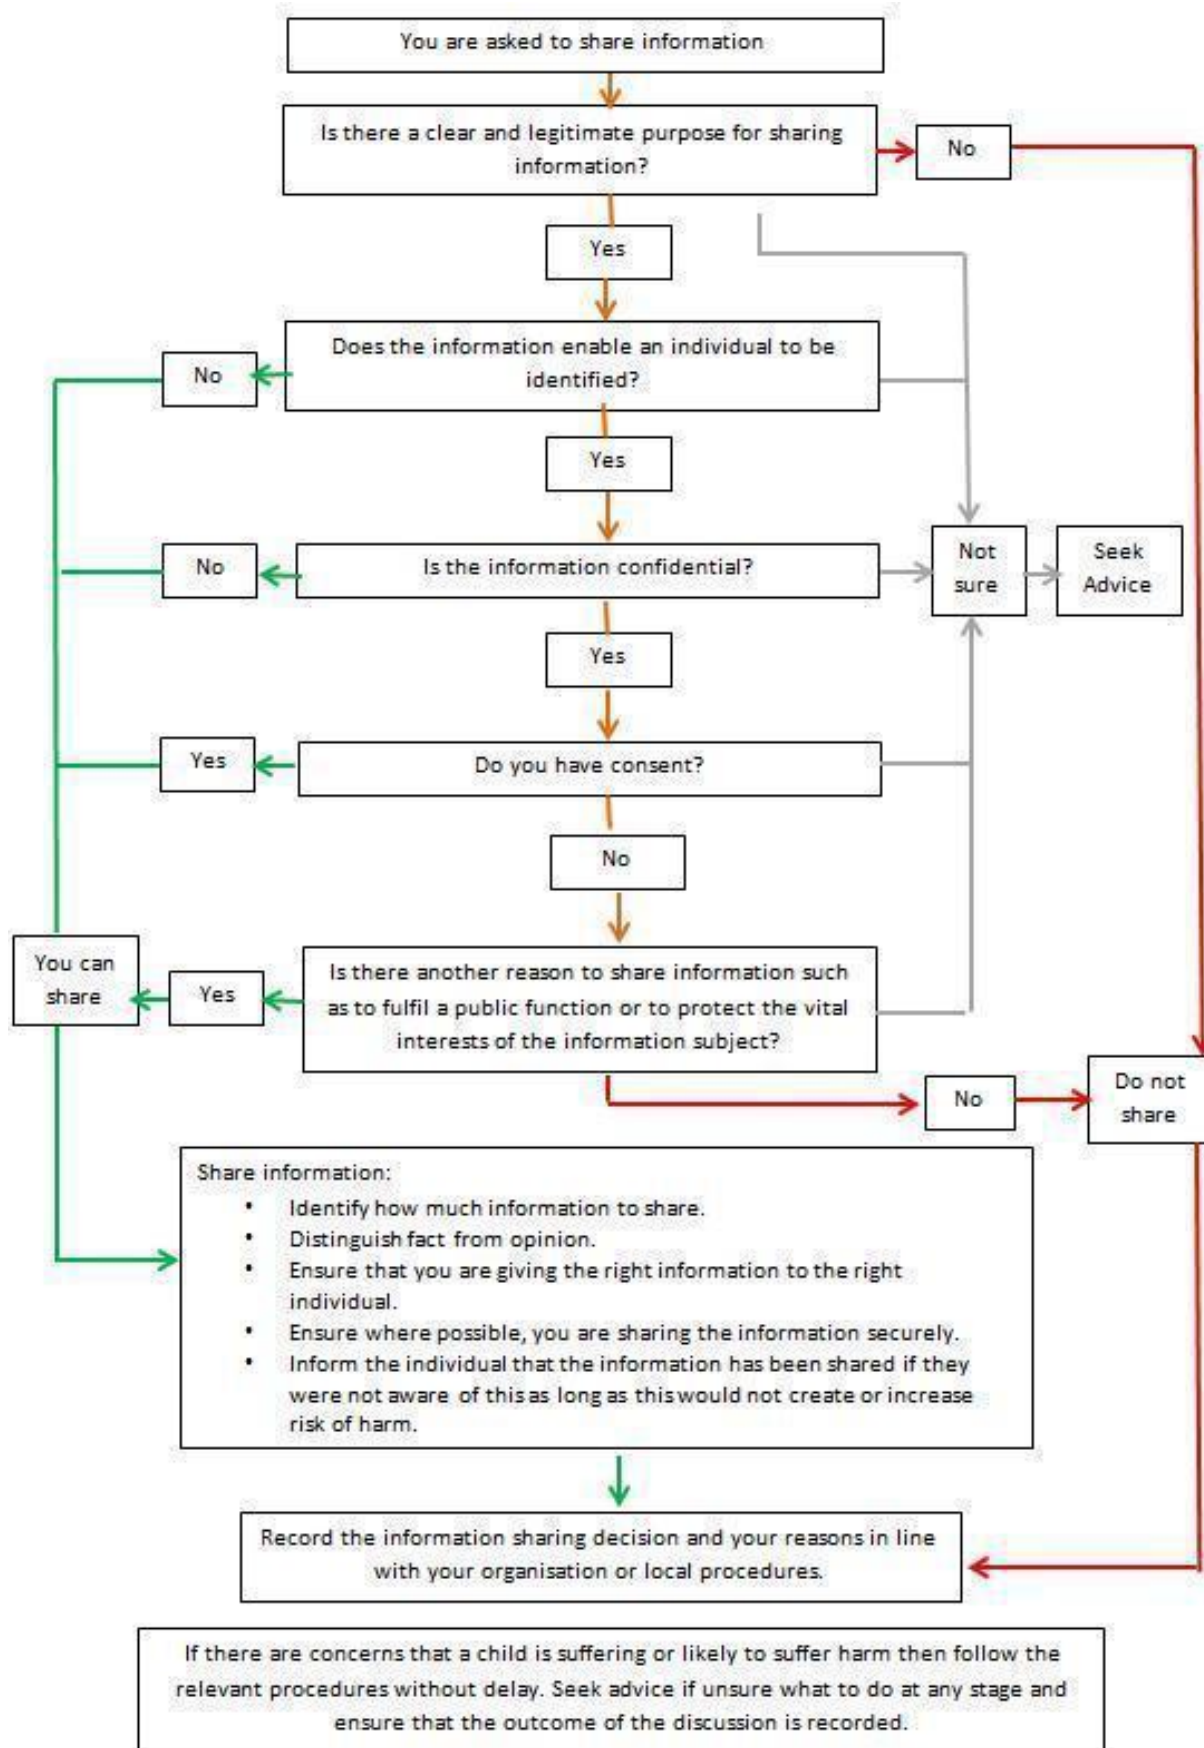 You are asked to share information
Is there a clear and legitimate purpose for sharing
information?
No
Yes
Does the information enable an individual to be
identified?
No
Yes
Is the information confidential?
No
Not
sure
Seek
Advice
Yes
Do you have consent?
Yes
No
You can
share
Yes
Is there another reason to share information such
as to fulfil a public function or to protect the vital
interests of the information subject?
No
Do not
share
Share information:
• Identify how much information to share.
• Distinguish fact from opinion.
• Ensure that you are giving the right information to the right
individual.
• Ensure where possible, you are sharing the information securely.
• Inform the individual that the information has been shared if they
were not aware of this as long as this would not create or increase
risk of harm.
Record the information sharing decision and your reasons in line
with your organisation or local procedures.
If there are concerns that a child is suffering or likely to suffer harm then follow the
relevant procedures without delay. Seek advice if unsure what to do at any stage and
ensure that the outcome of the discussion is recorded.